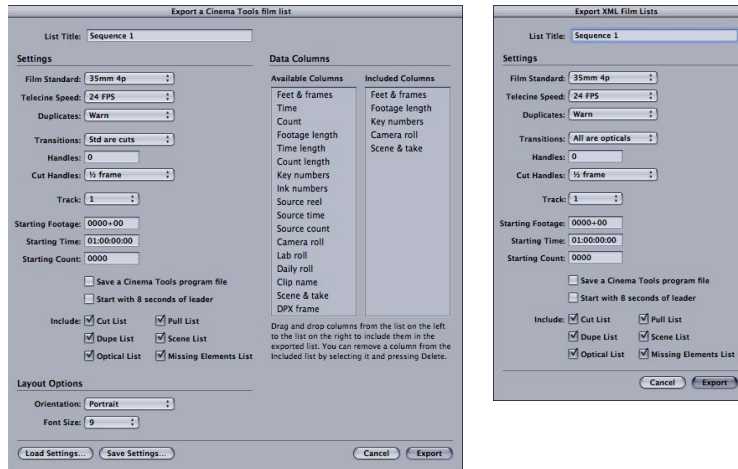 Export a Cinema Tools film list
List Title: Sequence 1
Settings
Film Standard: 35mm 4p
Telecine Speed: 24 FPS
Duplicates: Warn
Transitions: Std are cuts
Handles: 0
Cut Handles: ½ frame
Track: 1
Starting Footage: 0000+00
Starting Time: 01:00:00:00
Starting Count: 0000
Save a Cinema Tools program file
Start with 8 seconds of leader
Include: Cut List Pull List
Dupe List Scene List
Optical List Missing Elements List
Layout Options
Orientation: Portrait
Font Size: 9
Load Settings... Save Settings...
Data Columns
Available Columns
Feet & frames
Time
Count
Footage length
Time length
Count length
Key numbers
Ink numbers
Source reel
Source time
Source count
Camera roll
Lab roll
Daily roll
Clip name
Scene & take
DPX frame
Included Columns
Feet & frames
Footage length
Key numbers
Camera roll
Scene & take
Drag and drop columns from the list on the left
to the list on the right to include them in the
exported list. You can remove a column from the
Included list by selecting it and pressing Delete.
Cancel Export
Export XML Film Lists
List Title: Sequence 1
Settings
Film Standard: 35mm 4p
Telecine Speed: 24 FPS
Duplicates: Warn
Transitions: All are opticals
Handles: 0
Cut Handles: ½ frame
Track: 1
Starting Footage: 0000+00
Starting Time: 01:00:00:00
Starting Count: 0000
Save a Cinema Tools program file
Start with 8 seconds of leader
Include: Cut List Pull List
Dupe List Scene List
Optical List Missing Elements List
Cancel Export